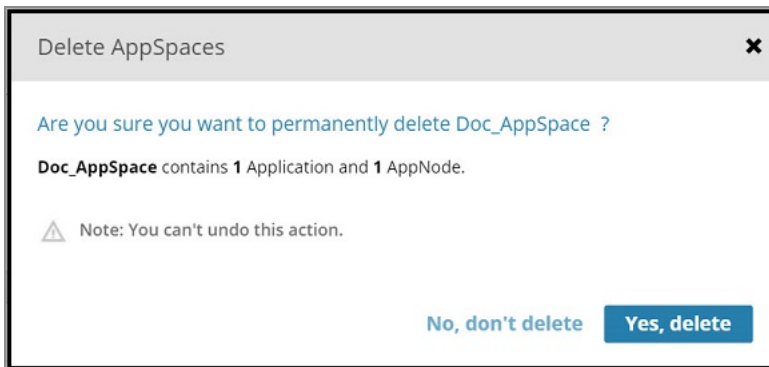 Delete AppSpaces
Are you sure you want to permanently delete Doc_AppSpace ?
Doc_AppSpace contains 1 Application and 1 AppNode.
Note: You can't undo this action.
No, don't delete Yes, delete